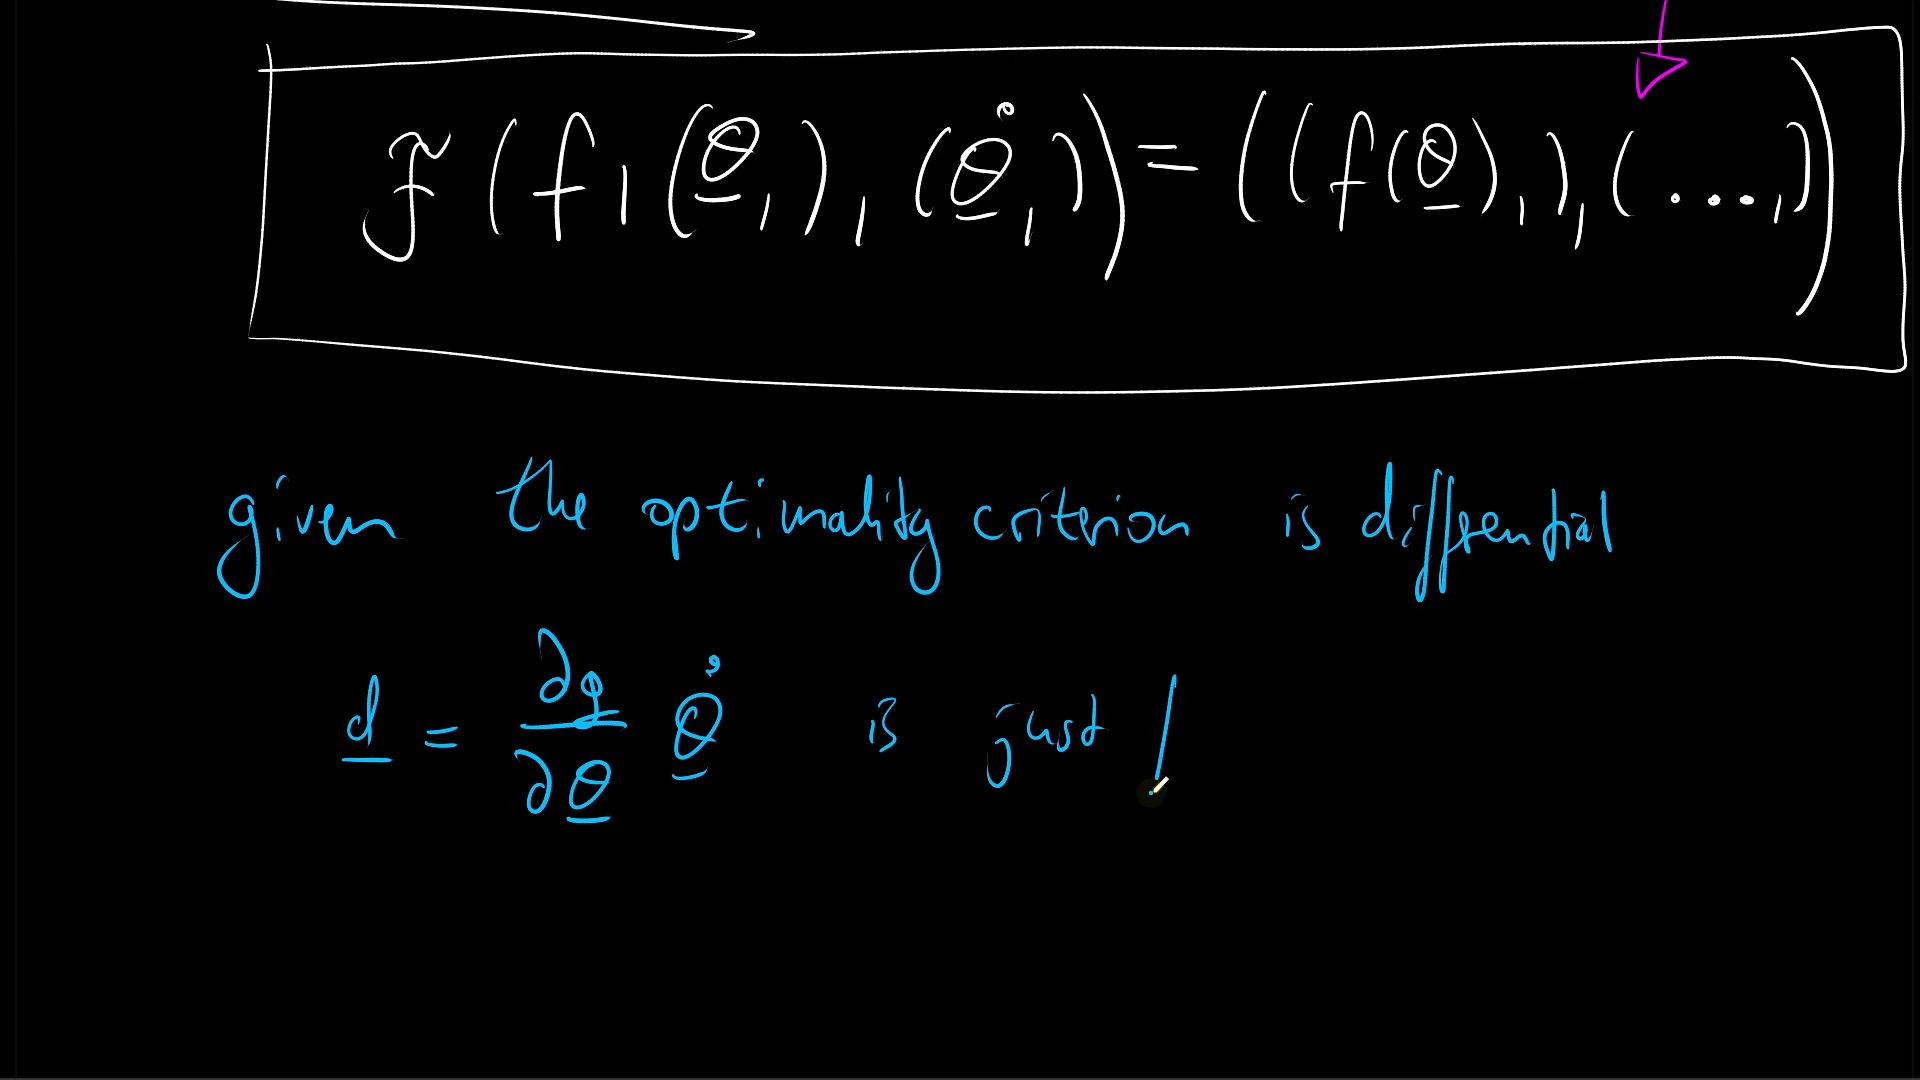 𝒥̃ ( f , (θ̲ , ) , (θ̲̇ , ) ) = ( ( f(θ̲) , ) , ( ... , ) )
given the optimality criterion is differential
d̲ = ∂g/∂θ̲ θ̲̇ is just